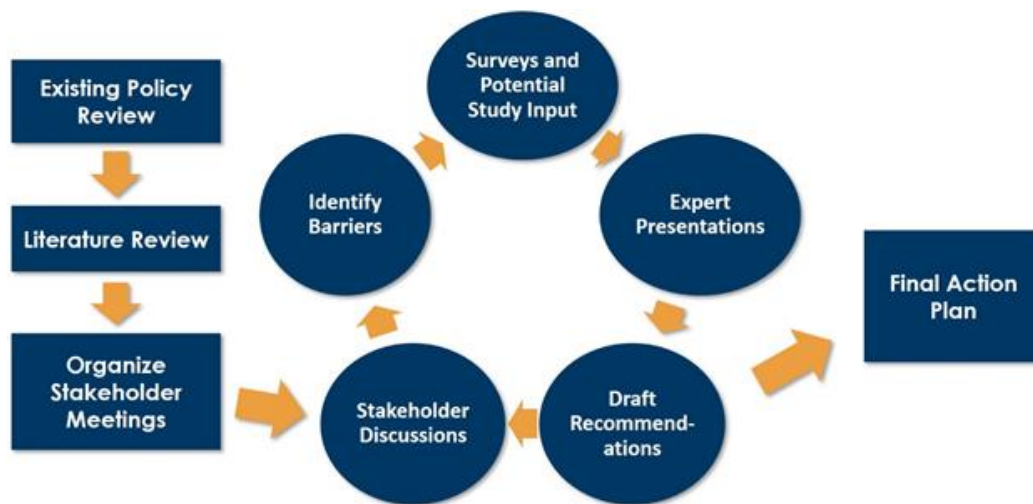 Existing Policy
Review
Literature Review
Organize
Stakeholder
Meetings
Stakeholder
Discussions
Identify
Barriers
Surveys and
Potential
Study Input
Expert
Presentations
Draft
Recommend-
ations
Final Action
Plan